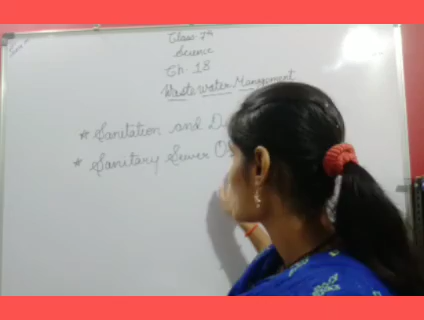 Class-7th
Science
Ch-18
Waste Water Management
* Sanitation and
* Sanitary Sewer